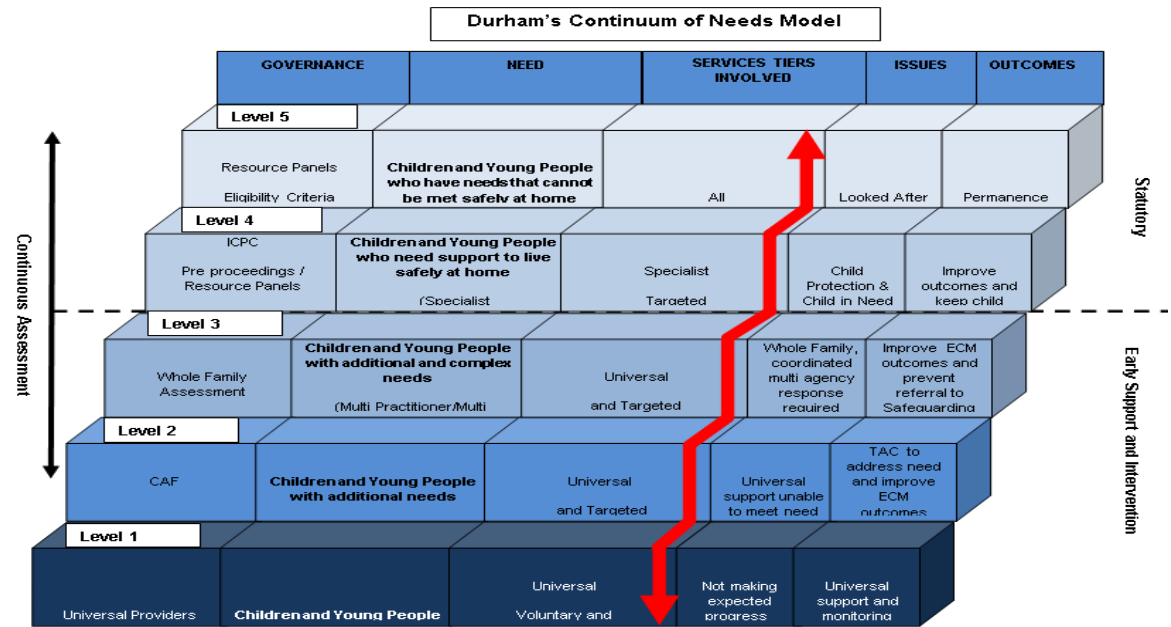 Durham's Continuum of Needs Model
GOVERNANCE
NEED
SERVICES TIERS
INVOLVED
ISSUES
OUTCOMES
Level 5
Resource Panels
Eligibility Criteria
Children and Young People
who have needs that cannot
be met safely at home
All
Looked After
Permanence
Level 4
ICPC
Pre proceedings /
Resource Panels
Children and Young People
who need support to live
safely at home
(Specialist
Specialist
Targeted
Child
Protection &
Child in Need
Improve
outcomes and
keep child
Level 3
Whole Family
Assessment
Children and Young People
with additional and complex
needs
(Multi Practitioner/Multi
Universal
and Targeted
Whole Family,
coordinated
multi agency
response
required
Improve ECM
outcomes and
prevent
referral to
Safeguarding
Level 2
CAF
Children and Young People
with additional needs
Universal
and Targeted
Universal
support unable
to meet need
TAC to
address need
and improve
ECM
outcomes
Level 1
Universal Providers
Children and Young People
Universal
Voluntary and
Not making
expected
progress
Universal
support and
monitoring
Continuous Assessment
Statutory
Early Support and Intervention